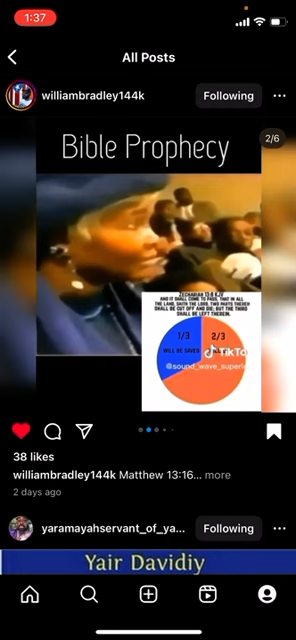 1:37
All Posts
williambradley144k
Following
2/6
Bible Prophecy
ZECHARIAH 13:8 KJV
AND IT SHALL COME TO PASS, THAT IN ALL
THE LAND, SAITH THE LORD, TWO PARTS THEREIN
SHALL BE CUT OFF AND DIE; BUT THE THIRD
SHALL BE LEFT THEREIN.
1/3
2/3
WILL BE SAVED
TikTo
@sound_wave_superi
38 likes
williambradley144k Matthew 13:16... more
2 days ago
yaramayahservant_of_ya...
Following
Yair Davidiy